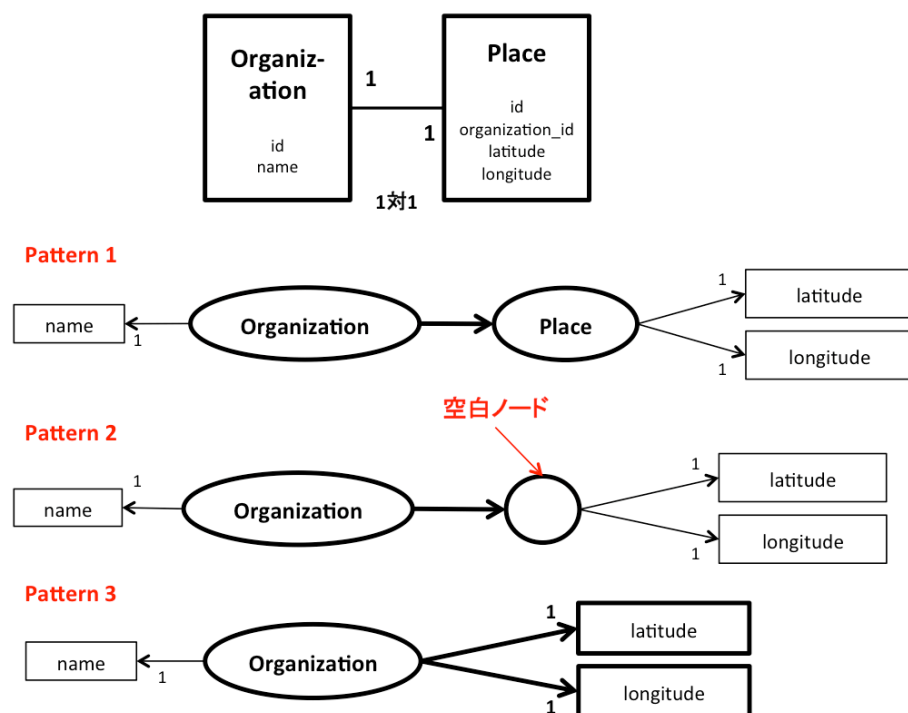 Organiz-
ation
id
name
1
1
1対1
Place
id
organization_id
latitude
longitude
Pattern 1
name
1
Organization
Place
1
latitude
1
longitude
空白ノード
Pattern 2
name
1
Organization
1
latitude
1
longitude
Pattern 3
name
1
Organization
1
latitude
1
longitude